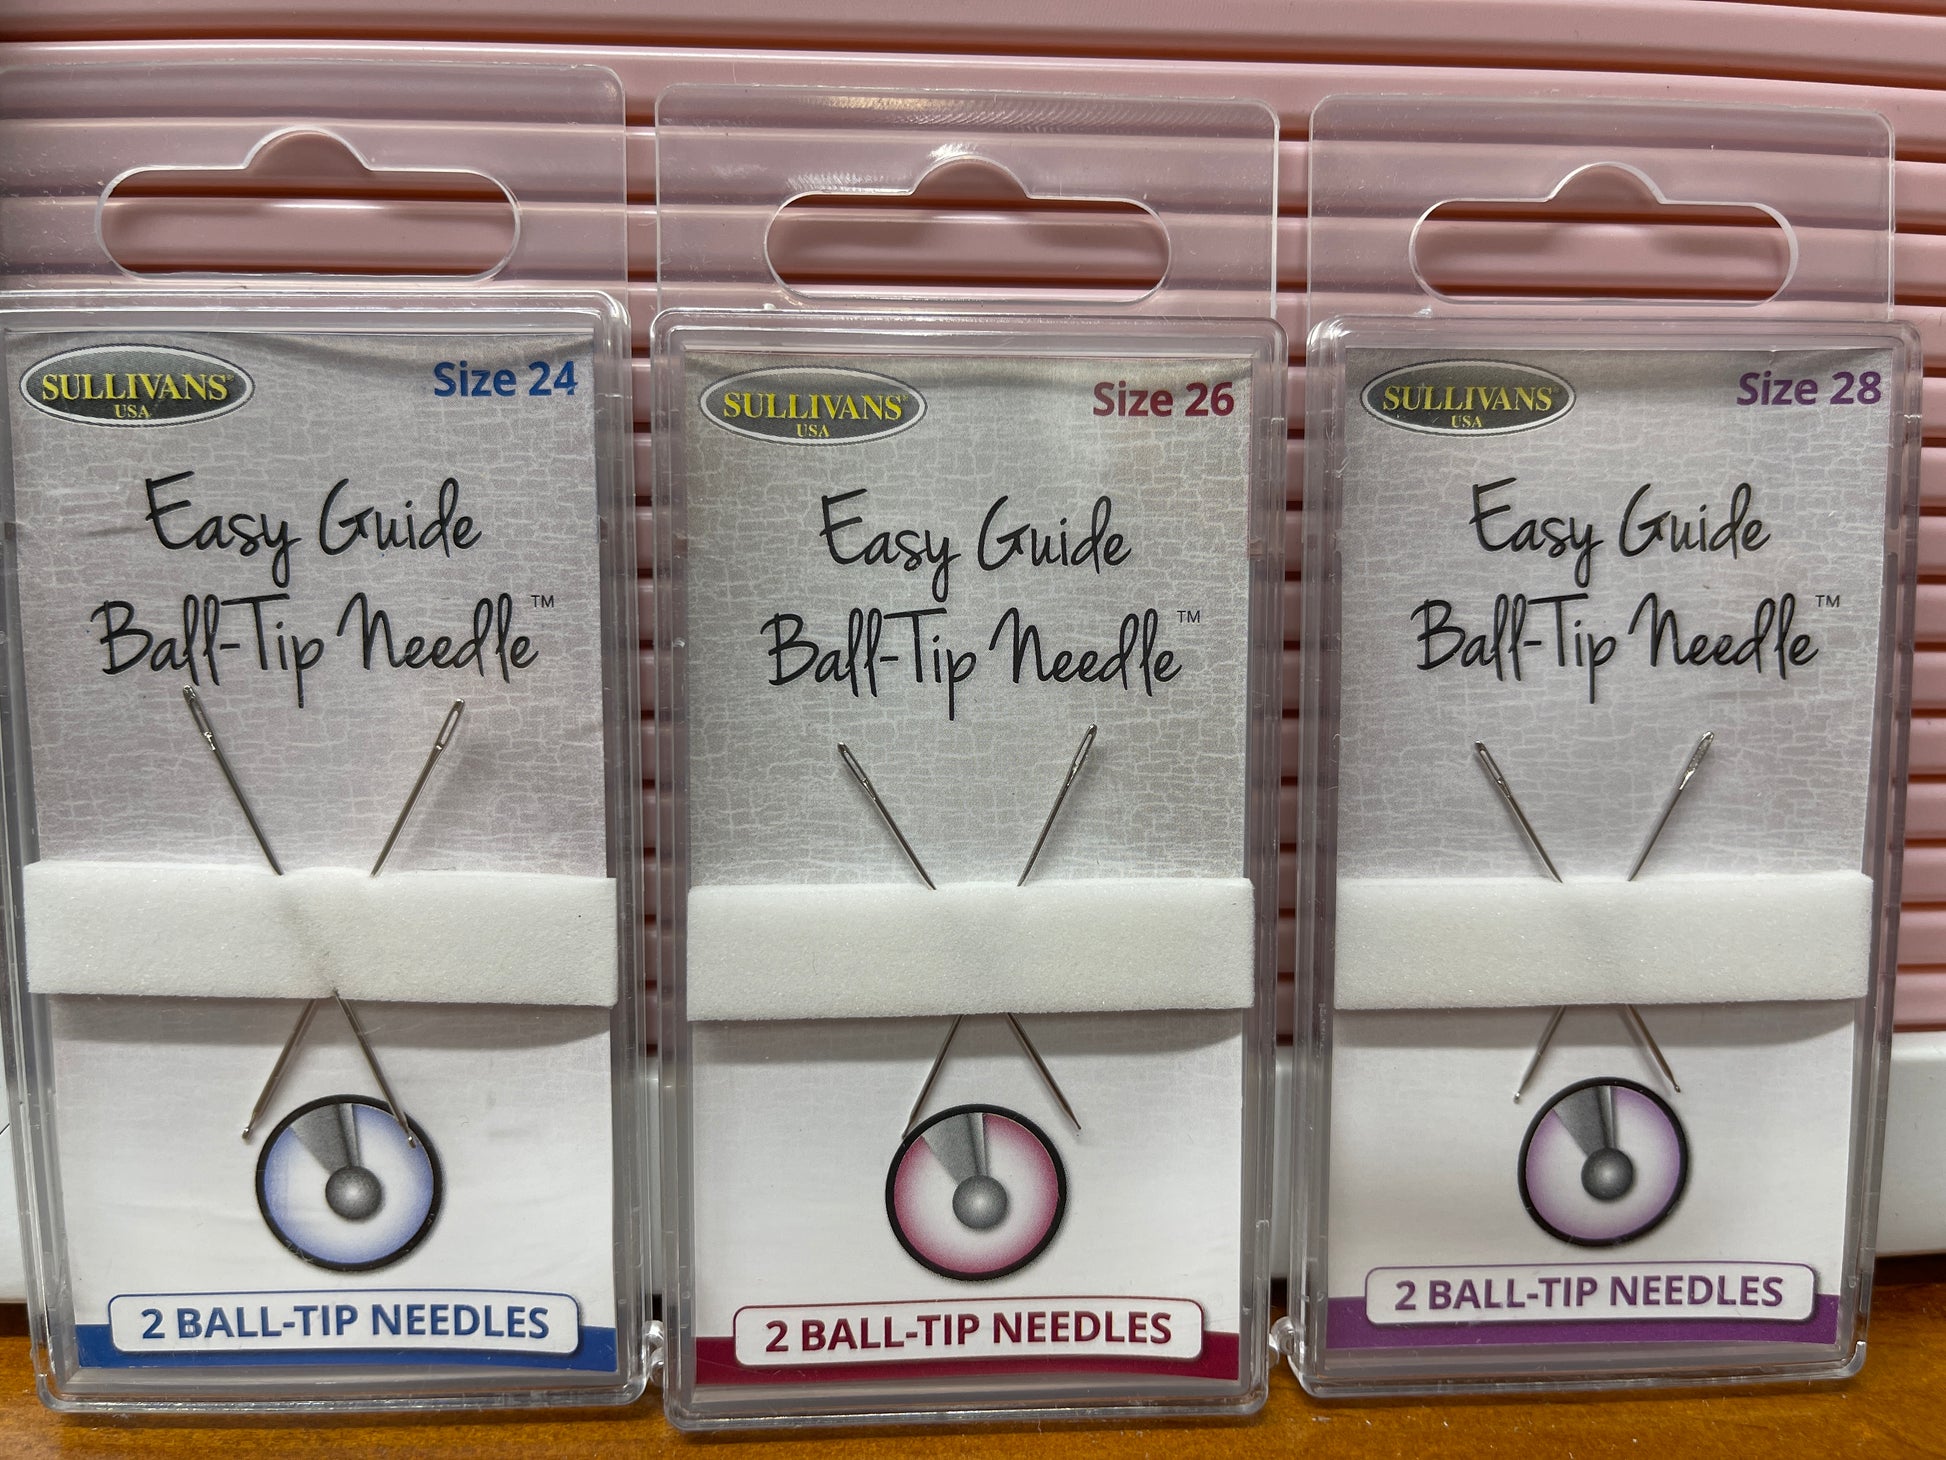 SULLIVANS®
USA
Size 24
Easy Guide
Ball-Tip Needle™
2 BALL-TIP NEEDLES
SULLIVANS®
USA
Size 26
Easy Guide
Ball-Tip Needle™
2 BALL-TIP NEEDLES
SULLIVANS®
USA
Size 28
Easy Guide
Ball-Tip Needle™
2 BALL-TIP NEEDLES